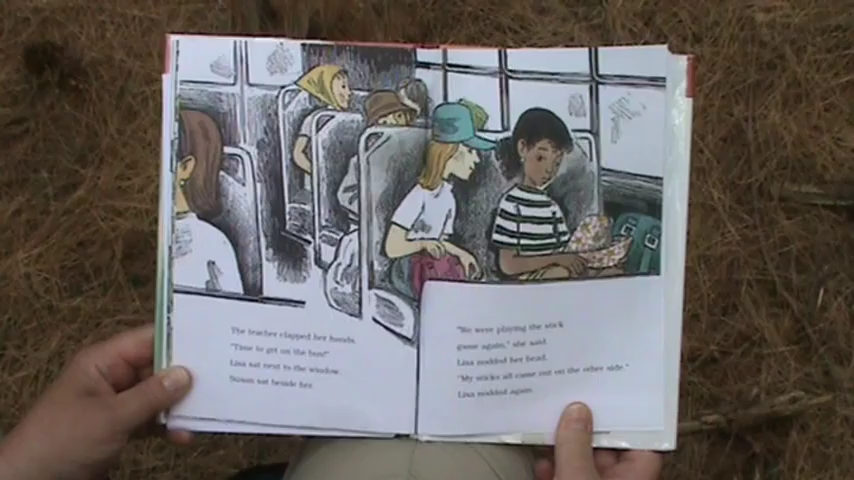 The teacher clapped her hands.
"Time to get on the bus!"
Lisa sat next to the window.
Susan sat beside her.
"We were playing the stick
game again," she said.
Lisa nodded her head.
"My sticks all came out on the other side."
Lisa nodded again.